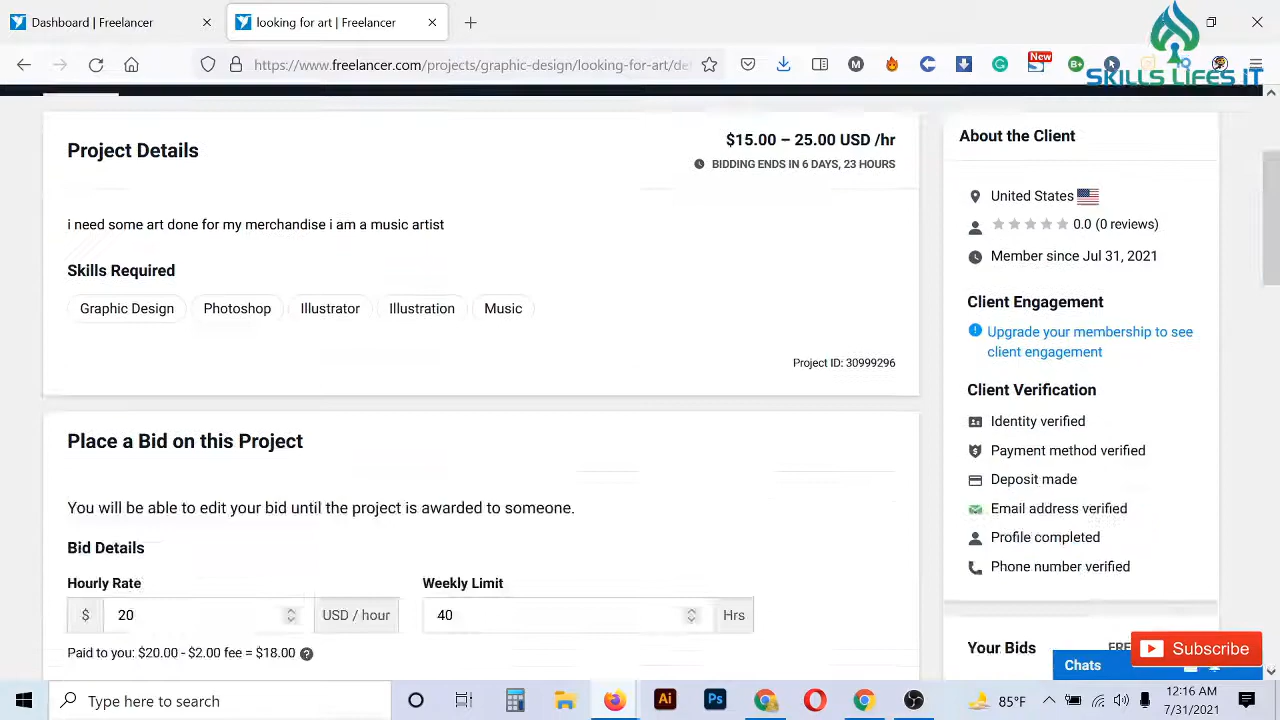 Dashboard | Freelancer
looking for art | Freelancer
https://www.freelancer.com/projects/graphic-design/looking-for-art/det
New
SKILLS LIFES IT
Project Details
$15.00 – 25.00 USD /hr
BIDDING ENDS IN 6 DAYS, 23 HOURS
i need some art done for my merchandise i am a music artist
Skills Required
Graphic Design
Photoshop
Illustrator
Illustration
Music
Project ID: 30999296
About the Client
United States
0.0 (0 reviews)
Member since Jul 31, 2021
Client Engagement
Upgrade your membership to see
client engagement
Client Verification
Identity verified
Payment method verified
Deposit made
Email address verified
Profile completed
Phone number verified
Place a Bid on this Project
You will be able to edit your bid until the project is awarded to someone.
Bid Details
Hourly Rate
Weekly Limit
$ 20 USD / hour
40 Hrs
Paid to you: $20.00 - $2.00 fee = $18.00
Your Bids
Chats
Subscribe
Type here to search
Ai
Ps
85°F
12:16 AM
7/31/2021